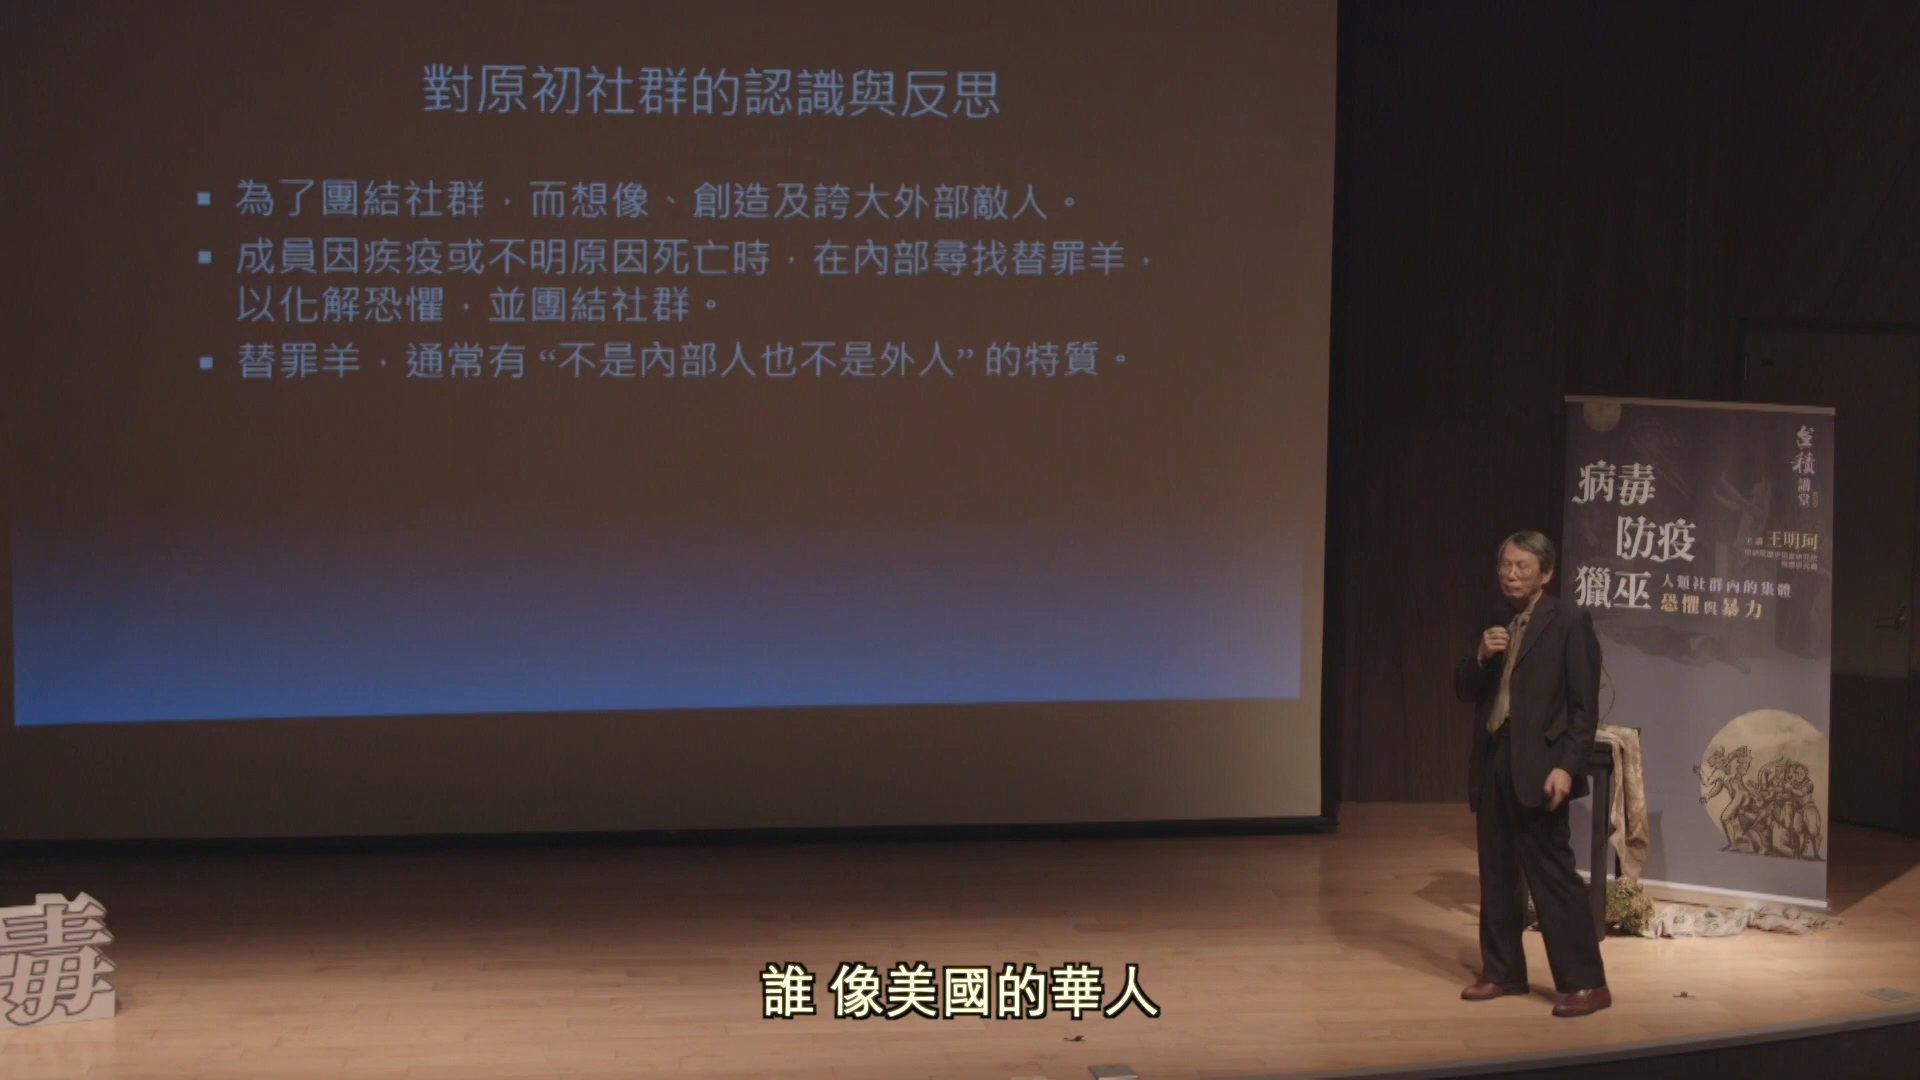 對原初社群的認識與反思
▪ 為了團結社群，而想像、創造及誇大外部敵人。
▪ 成員因疾疫或不明原因死亡時，在內部尋找替罪羊，
以化解恐懼，並團結社群。
▪ 替罪羊，通常有“不是內部人也不是外人”的特質。
講堂
病毒
防疫
獵巫
主講 王明珂
人類社群內的集體
恐懼與暴力
毒
誰 像美國的華人